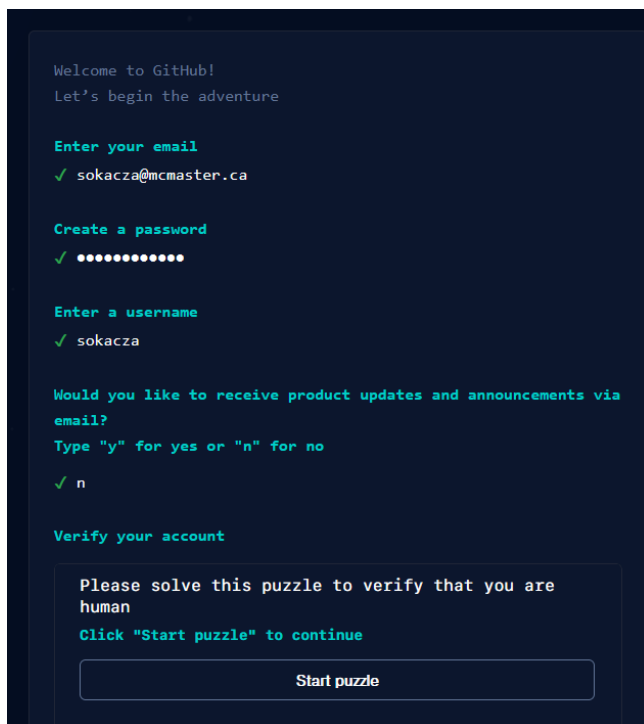 Welcome to GitHub!
Let’s begin the adventure
Enter your email
✓ sokacza@mcmaster.ca
Create a password
✓ ●●●●●●●●●●●●
Enter a username
✓ sokacza
Would you like to receive product updates and announcements via
email?
Type "y" for yes or "n" for no
✓ n
Verify your account
Please solve this puzzle to verify that you are
human
Click "Start puzzle" to continue
Start puzzle